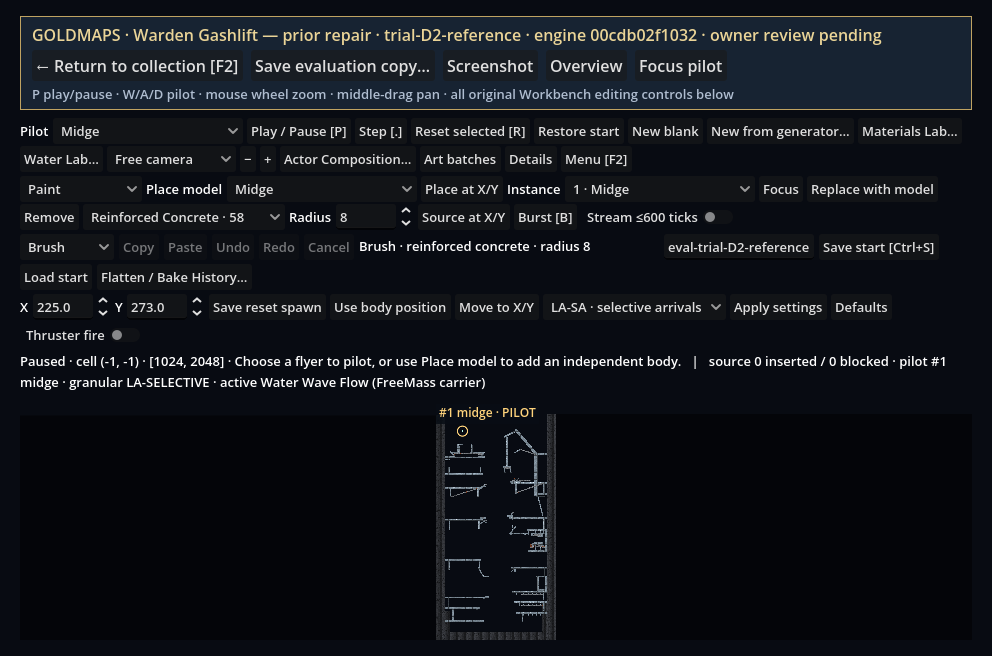 GOLDMAPS · Warden Gashlift — prior repair · trial-D2-reference · engine 00cdb02f1032 · owner review pending
← Return to collection [F2] Save evaluation copy... Screenshot Overview Focus pilot
P play/pause · W/A/D pilot · mouse wheel zoom · middle-drag pan · all original Workbench editing controls below
Pilot Midge Play / Pause [P] Step [.] Reset selected [R] Restore start New blank New from generator... Materials Lab...
Water Lab... Free camera − + Actor Composition... Art batches Details Menu [F2]
Paint Place model Midge Place at X/Y Instance 1 · Midge Focus Replace with model
Remove Reinforced Concrete · 58 Radius 8 Source at X/Y Burst [B] Stream ≤600 ticks
Brush Copy Paste Undo Redo Cancel Brush · reinforced concrete · radius 8 eval-trial-D2-reference Save start [Ctrl+S]
Load start Flatten / Bake History...
X 225.0 Y 273.0 Save reset spawn Use body position Move to X/Y LA-SA · selective arrivals Apply settings Defaults
Thruster fire
Paused · cell (-1, -1) · [1024, 2048] · Choose a flyer to pilot, or use Place model to add an independent body. | source 0 inserted / 0 blocked · pilot #1
midge · granular LA-SELECTIVE · active Water Wave Flow (FreeMass carrier)
#1 midge · PILOT